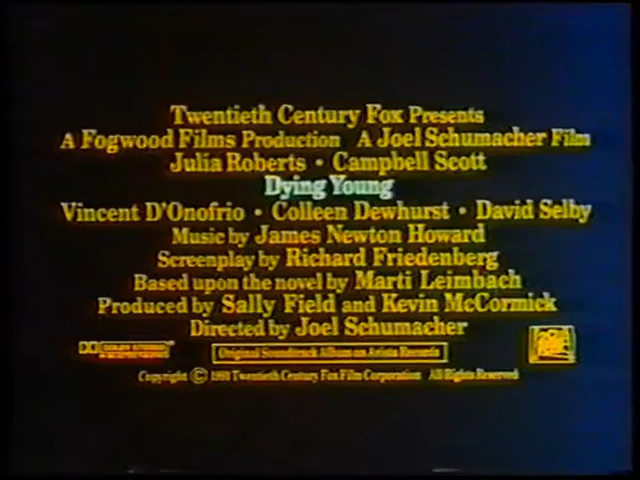 Twentieth Century Fox Presents
A Fogwood Films Production A Joel Schumacher Film
Julia Roberts • Campbell Scott
Dying Young
Vincent D'Onofrio • Colleen Dewhurst • David Selby
Music by James Newton Howard
Screenplay by Richard Friedenberg
Based upon the novel by Marti Leimbach
Produced by Sally Field and Kevin McCormick
Directed by Joel Schumacher
DOLBY STEREO
Original Soundtrack Album on Arista Records
Copyright © 1991 Twentieth Century Fox Film Corporation All Rights Reserved